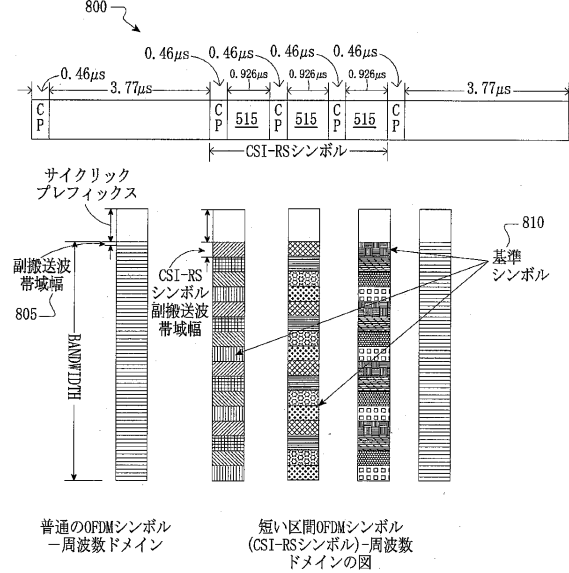 800
0.46μs 0.46μs 0.46μs 0.46μs
0.46μs 3.77μs 0.926μs 0.926μs 0.926μs 3.77μs
CP CP 515 CP 515 CP 515 CP
CSI-RSシンボル
サイクリック
プレフィックス
810
副搬送波
帯域幅
805
CSI-RS
シンボル
副搬送波
帯域幅
基準
シンボル
BANDWIDTH
普通のOFDMシンボル
－周波数ドメイン
短い区間OFDMシンボル
(CSI-RSシンボル)-周波数
ドメインの図